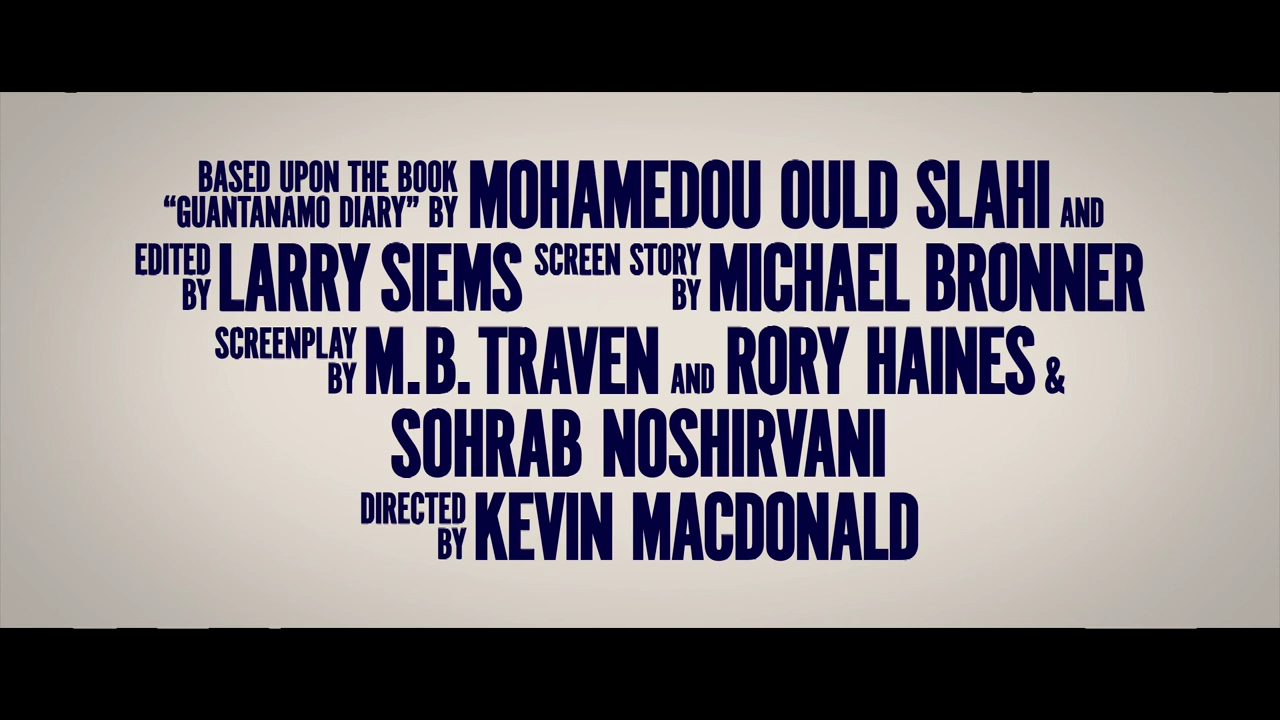 BASED UPON THE BOOK
“GUANTANAMO DIARY” BY MOHAMEDOU OULD SLAHI AND
EDITED BY LARRY SIEMS SCREEN STORY BY MICHAEL BRONNER
SCREENPLAY BY M.B. TRAVEN AND RORY HAINES &
SOHRAB NOSHIRVANI
DIRECTED BY KEVIN MACDONALD